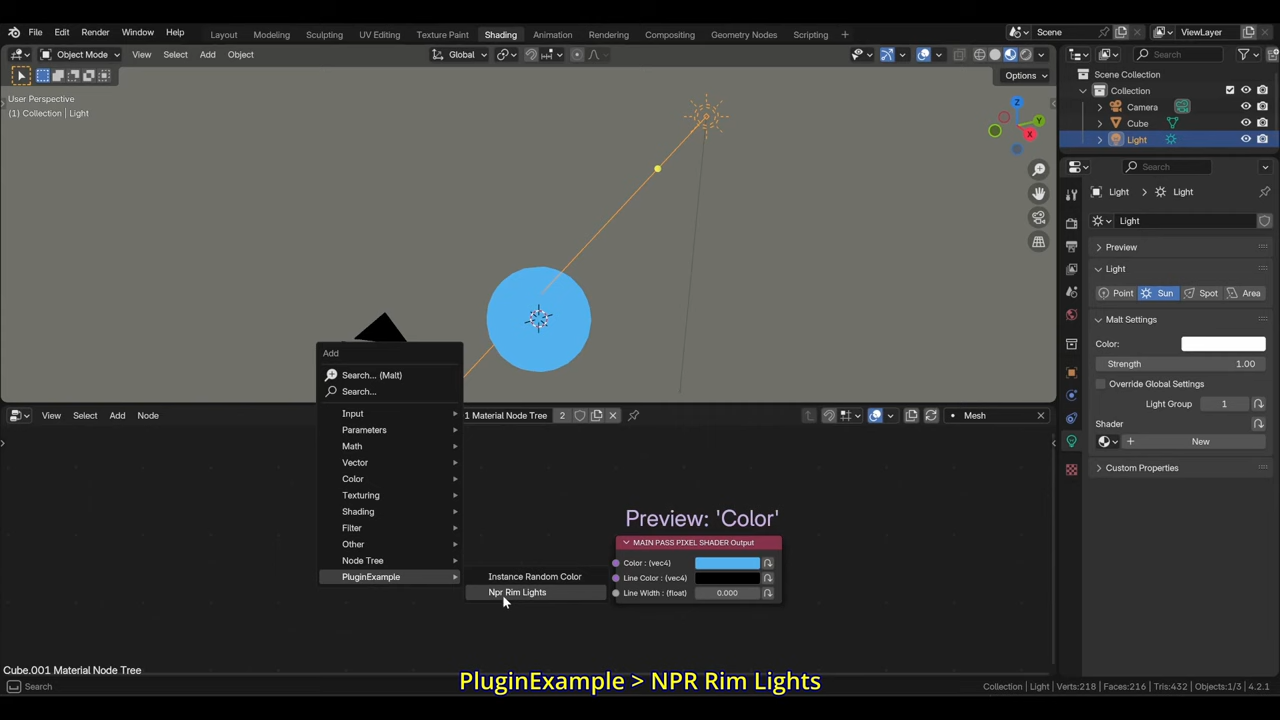 File Edit Render Window Help Layout Modeling Sculpting UV Editing Texture Paint Shading Animation Rendering Compositing Geometry Nodes Scripting + Scene ViewLayer
Object Mode View Select Add Object Global Search
Options
User Perspective
(1) Collection | Light
Z
Y
X
Scene Collection
Collection
Camera
Cube
Light
Search
Light > Light
Light
Preview
Light
Point Sun Spot Area
Malt Settings
Color:
Strength 1.00
Override Global Settings
Light Group 1
Shader
+ New
Custom Properties
View Select Add Node
1 Material Node Tree 2 Mesh
Add
Search... (Malt)
Search...
Input
Parameters
Math
Vector
Color
Texturing
Shading
Filter
Other
Node Tree
PluginExample
Instance Random Color
Npr Rim Lights
Preview: 'Color'
MAIN PASS PIXEL SHADER Output
Color : (vec4)
Line Color : (vec4)
Line Width : (float) 0.000
Cube.001 Material Node Tree
PluginExample > NPR Rim Lights
Search
Collection | Light Verts:218 Faces:216 Tris:432 Objects:1/3 4.2.1